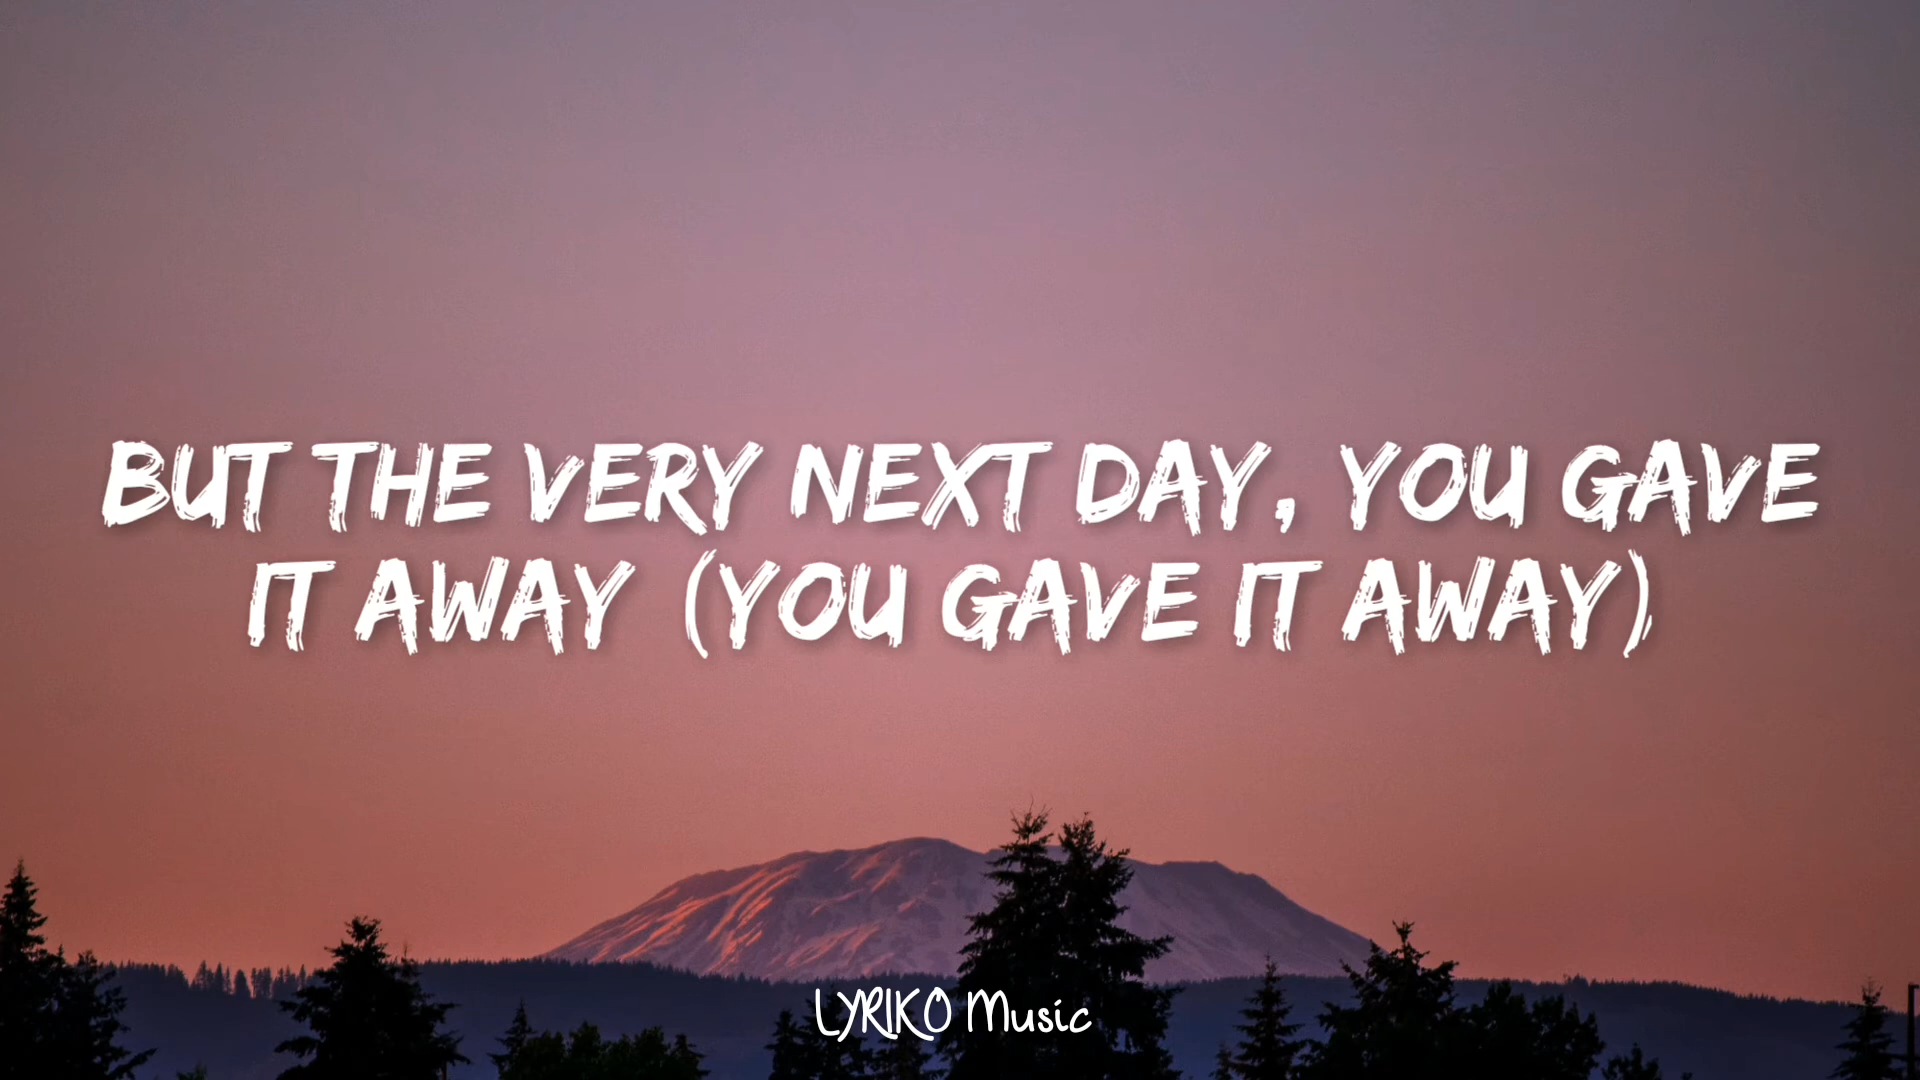 BUT THE VERY NEXT DAY, YOU GAVE
IT AWAY (YOU GAVE IT AWAY)
LYRIKO Music